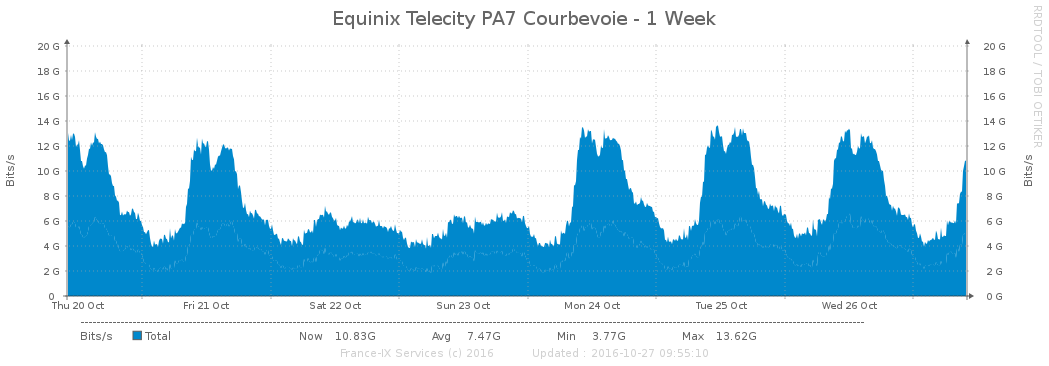 Equinix Telecity PA7 Courbevoie - 1 Week
RRDTOOL / TOBI OETIKER
20 G 20 G
18 G 18 G
16 G 16 G
14 G 14 G
12 G 12 G
10 G 10 G
8 G 8 G
6 G 6 G
4 G 4 G
2 G 2 G
0 0 G
Bits/s Bits/s
Thu 20 Oct Fri 21 Oct Sat 22 Oct Sun 23 Oct Mon 24 Oct Tue 25 Oct Wed 26 Oct
Bits/s Total Now 10.83G Avg 7.47G Min 3.77G Max 13.62G
France-IX Services (c) 2016 Updated : 2016-10-27 09:55:10